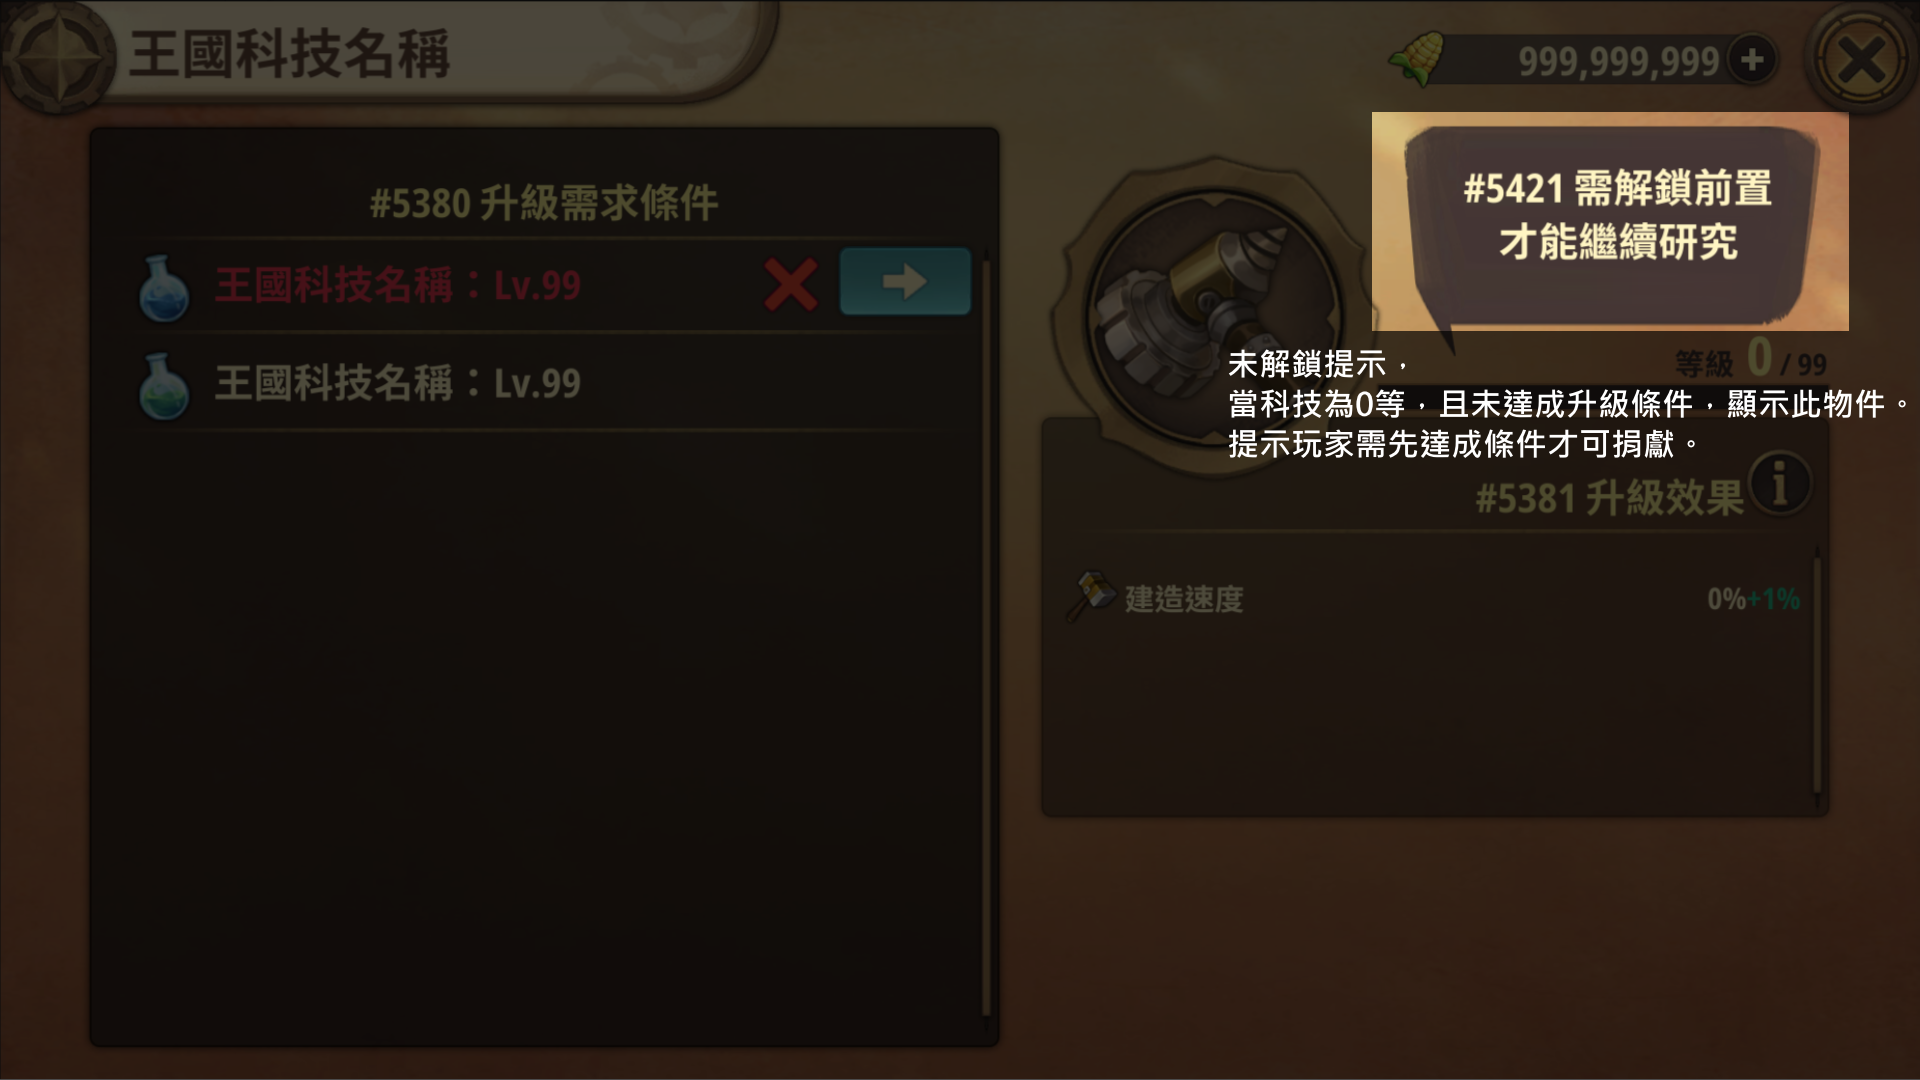 王國科技名稱
999,999,999
#5380 升級需求條件
王國科技名稱：Lv.99
王國科技名稱：Lv.99
#5421 需解鎖前置
才能繼續研究
未解鎖提示，
等級 0 / 99
當科技為0等，且未達成升級條件，顯示此物件。
提示玩家需先達成條件才可捐獻。
#5381 升級效果
建造速度
0%+1%